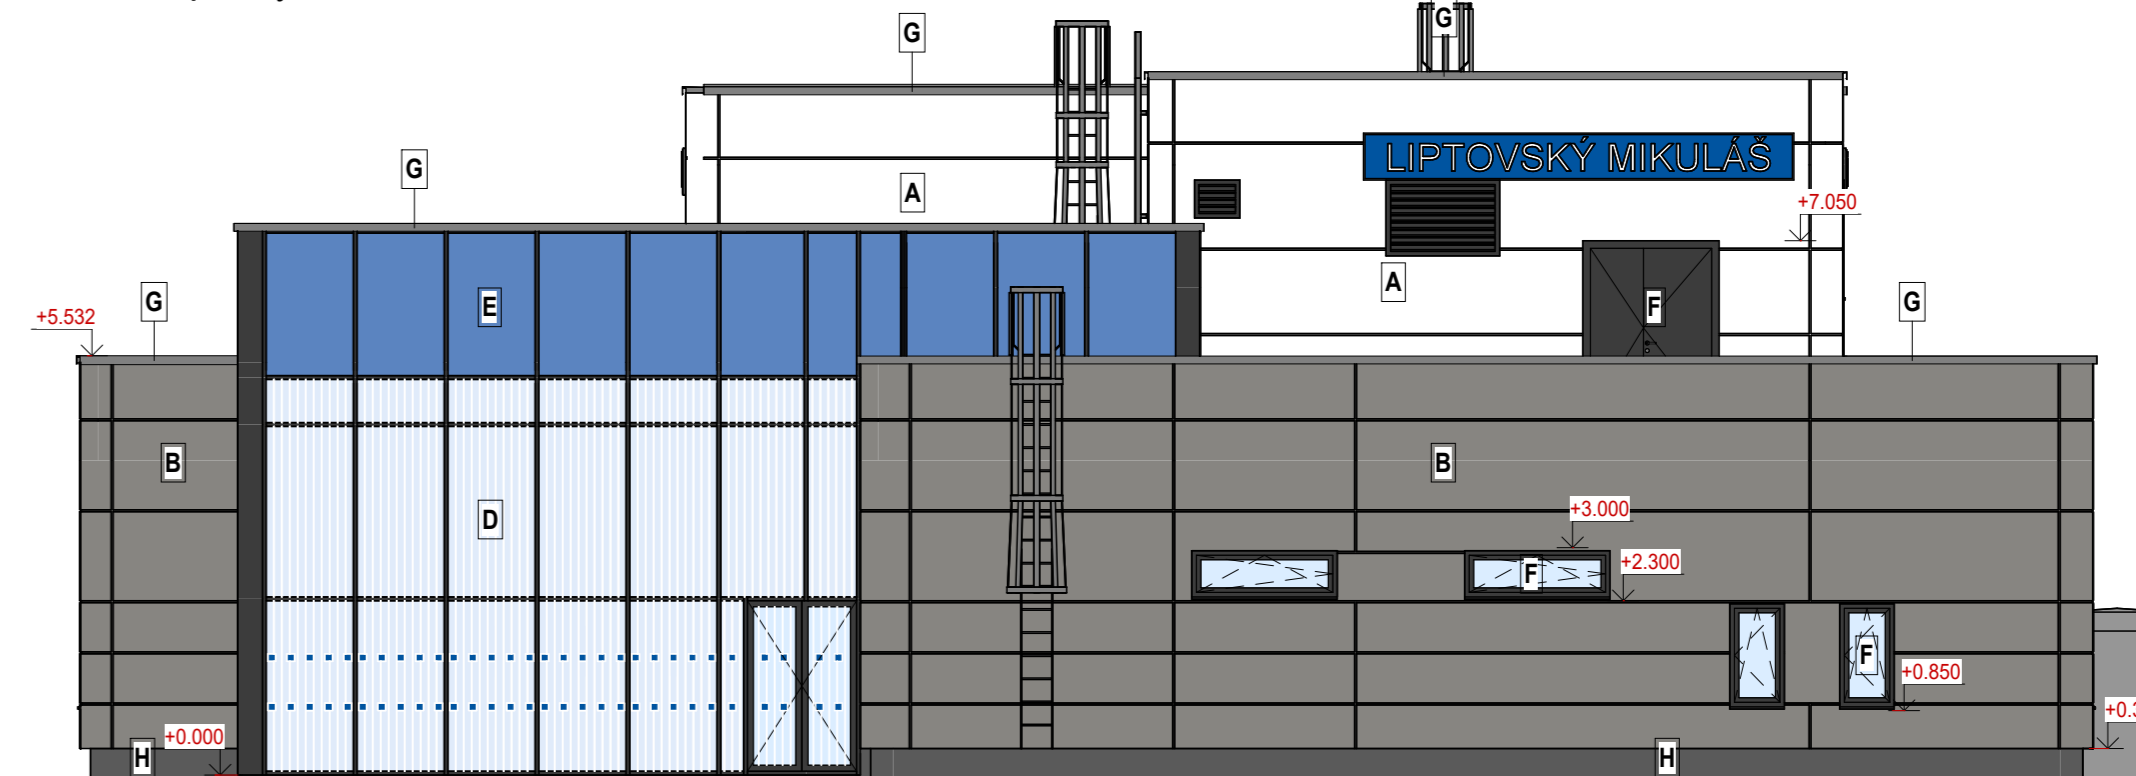 G
G
LIPTOVSKÝ MIKULÁŠ
G
A
+7.050
A
E
G
F
G
+5.532
B
B
D
+3.000
+2.300
F
F
+0.850
+0.000
H
H